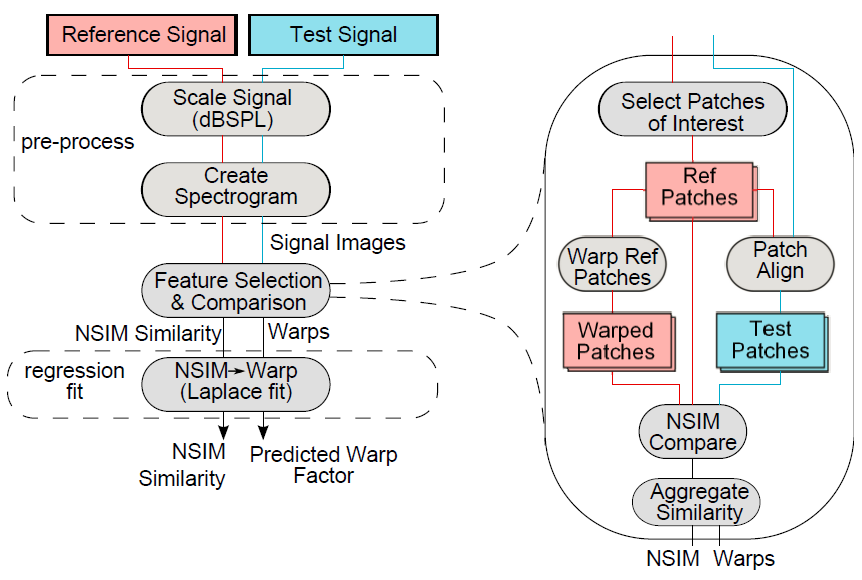 Reference Signal
Test Signal
Scale Signal
(dBSPL)
pre-process
Create
Spectrogram
Signal Images
Feature Selection
& Comparison
NSIM Similarity
Warps
regression
fit
NSIM→Warp
(Laplace fit)
NSIM
Similarity
Predicted Warp
Factor
Select Patches
of Interest
Ref
Patches
Warp Ref
Patches
Patch
Align
Warped
Patches
Test
Patches
NSIM
Compare
Aggregate
Similarity
NSIM
Warps